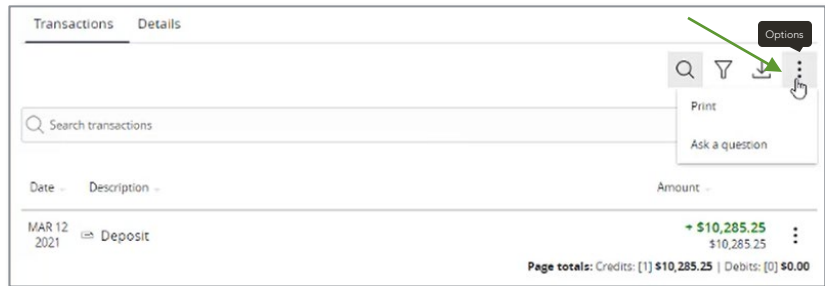 Transactions Details
Options
Print
Search transactions
Ask a question
Date Description Amount
MAR 12 2021 Deposit + $10,285.25
$10,285.25
Page totals: Credits: [1] $10,285.25 | Debits: [0] $0.00